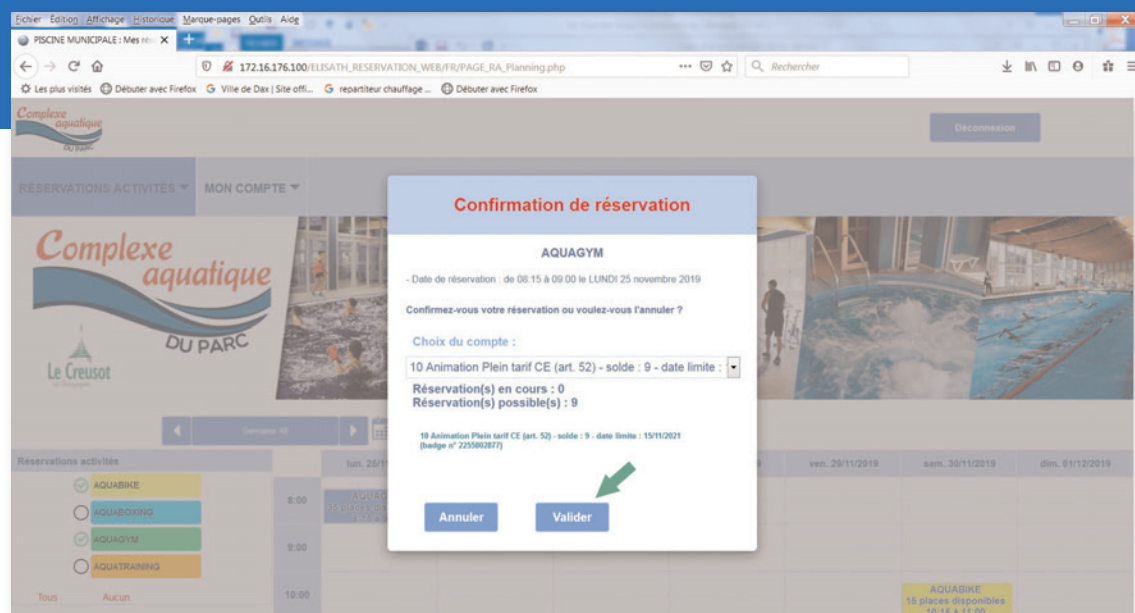 Fichier Édition Affichage Historique Marque-pages Outils Aide
PISCINE MUNICIPALE : Mes rés
172.16.176.100/ELISATH_RESERVATION_WEB/FR/PAGE_RA_Planning.php
Rechercher
Les plus visités Débuter avec Firefox Ville de Dax | Site offi... repartiteur chauffage ... Débuter avec Firefox
Complexe
aquatique
DU PARC
Déconnexion
RÉSERVATIONS ACTIVITÉS MON COMPTE
Complexe
aquatique
DU PARC
Le Creusot
Confirmation de réservation
AQUAGYM
- Date de réservation : de 08:15 à 09:00 le LUNDI 25 novembre 2019
Confirmez-vous votre réservation ou voulez-vous l'annuler ?
Choix du compte :
10 Animation Plein tarif CE (art. 52) - solde : 9 - date limite :
Réservation(s) en cours : 0
Réservation(s) possible(s) : 9
10 Animation Plein tarif CE (art. 52) - solde : 9 - date limite : 15/11/2021
(badge n° 2255802877)
Annuler Valider
Semaine 48
Réservations activités
lun. 25/11 ven. 29/11/2019 sam. 30/11/2019 dim. 01/12/2019
AQUABIKE
AQUABOXING
AQUAGYM
AQUATRAINING
Tous Aucun
8:00
9:00
10:00
AQUABIKE
15 places disponibles
10:15 à 11:00